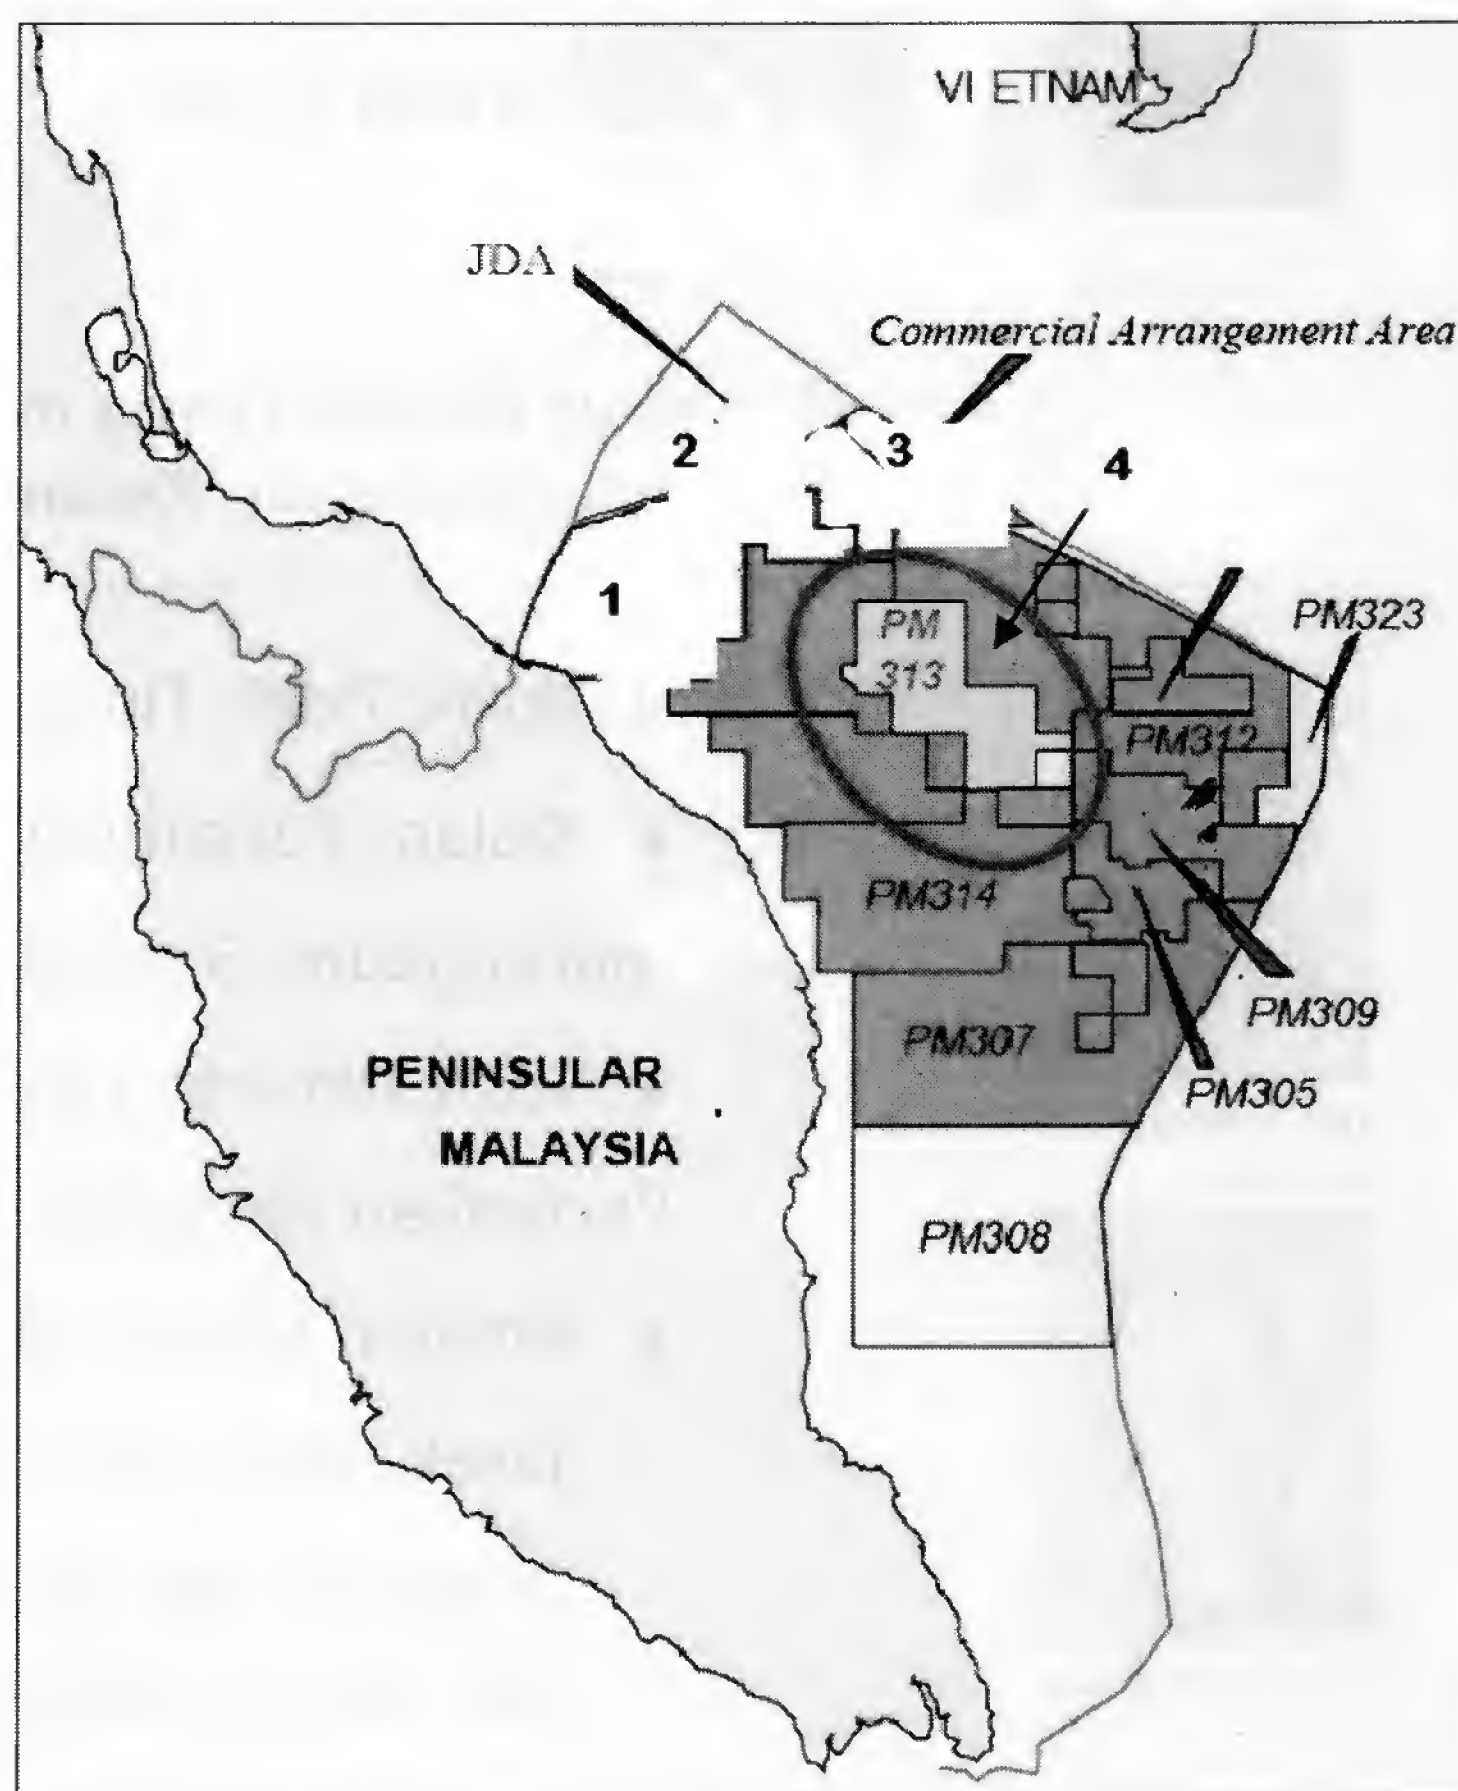 VI ETNAM
JDA
Commercial Arrangement Area
2
3
4
1
PM
313
PM323
PM312
PM314
PM309
PM307
PM305
PENINSULAR
MALAYSIA
PM308